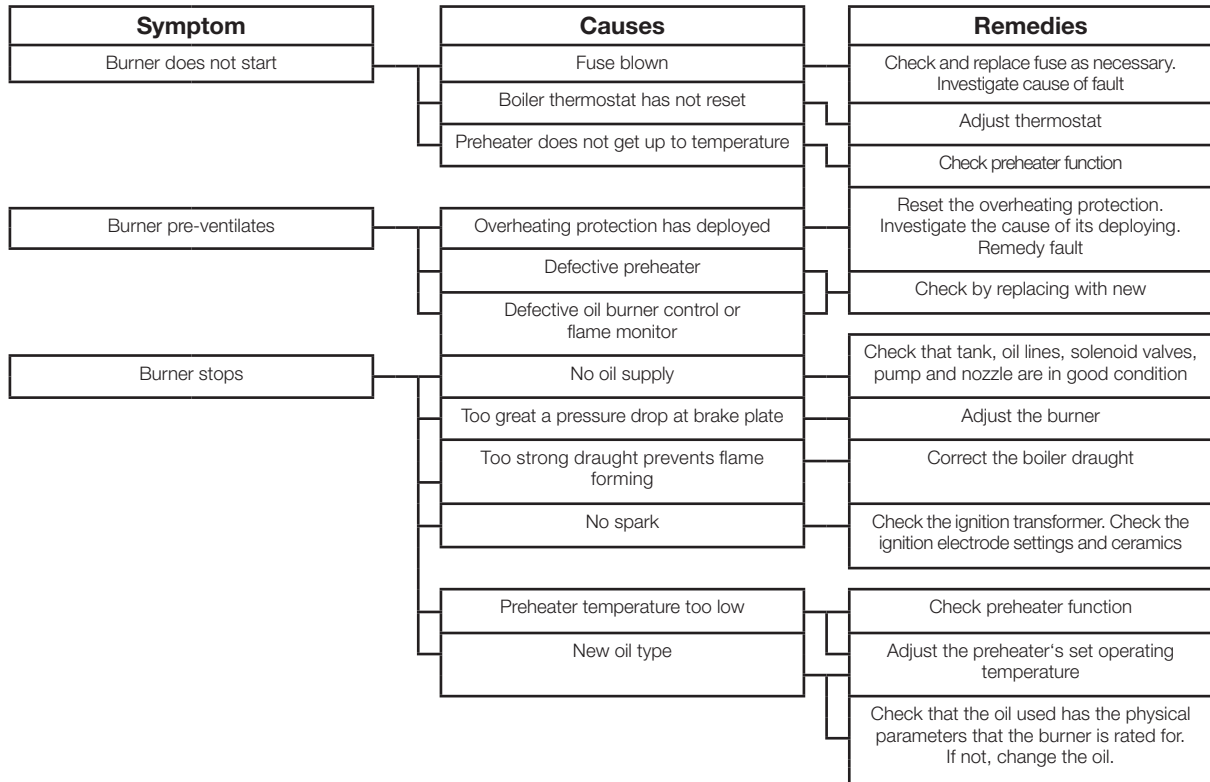 Symptom
Causes
Remedies
Burner does not start
Fuse blown
Check and replace fuse as necessary.
Investigate cause of fault
Boiler thermostat has not reset
Adjust thermostat
Preheater does not get up to temperature
Check preheater function
Burner pre-ventilates
Overheating protection has deployed
Reset the overheating protection.
Investigate the cause of its deploying.
Remedy fault
Defective preheater
Check by replacing with new
Defective oil burner control or
flame monitor
Burner stops
No oil supply
Check that tank, oil lines, solenoid valves,
pump and nozzle are in good condition
Too great a pressure drop at brake plate
Adjust the burner
Too strong draught prevents flame
forming
Correct the boiler draught
No spark
Check the ignition transformer. Check the
ignition electrode settings and ceramics
Preheater temperature too low
Check preheater function
New oil type
Adjust the preheater‘s set operating
temperature
Check that the oil used has the physical
parameters that the burner is rated for.
If not, change the oil.